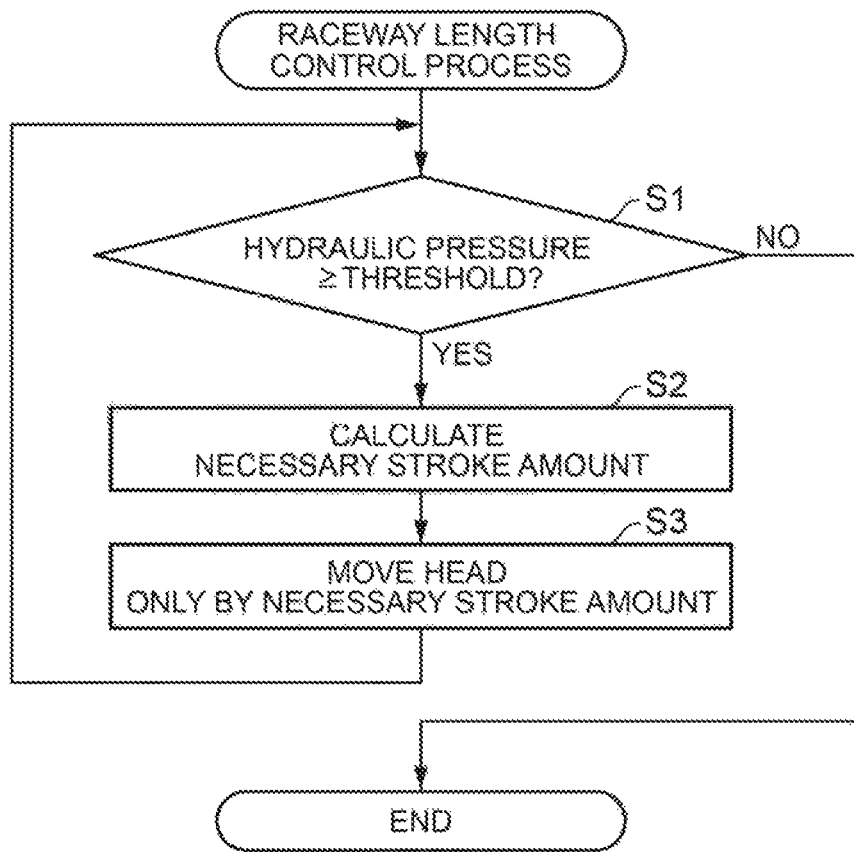 RACEWAY LENGTH
CONTROL PROCESS
S1
HYDRAULIC PRESSURE
≥ THRESHOLD?
NO
YES
S2
CALCULATE
NECESSARY STROKE AMOUNT
S3
MOVE HEAD
ONLY BY NECESSARY STROKE AMOUNT
END